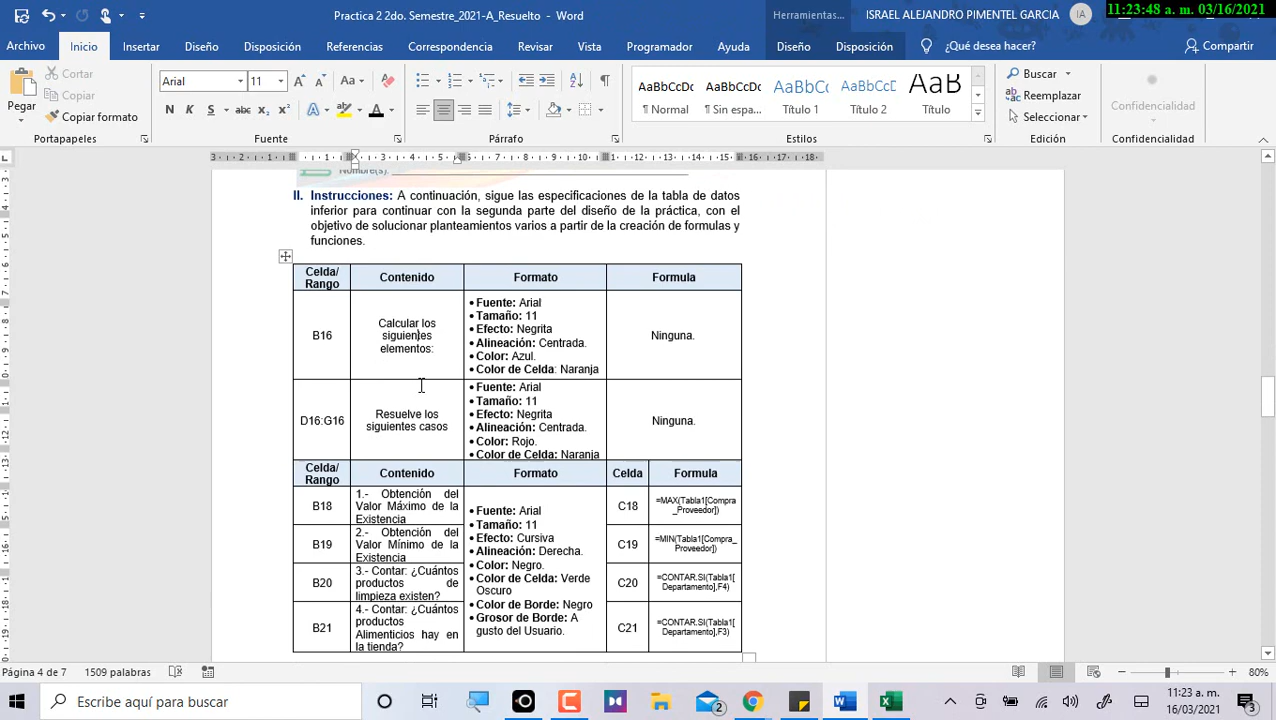 Practica 2 2do. Semestre_2021-A_Resuelto - Word
Herramientas...
ISRAEL ALEJANDRO PIMENTEL GARCIA
IA
11:23:48 a. m. 03/16/2021
Archivo
Inicio
Insertar
Diseño
Disposición
Referencias
Correspondencia
Revisar
Vista
Programador
Ayuda
Diseño
Disposición
¿Qué desea hacer?
Compartir
Pegar
Cortar
Copiar
Copiar formato
Portapapeles
Arial
11
Fuente
Párrafo
AaBbCcDc
¶ Normal
AaBbCcDc
¶ Sin espa...
AaBbCc
Título 1
AaBbCcD
Título 2
AaB
Título
Estilos
Buscar
Reemplazar
Seleccionar
Edición
Confidencialidad
Confidencialidad
Nombre(s):
II. Instrucciones: A continuación, sigue las especificaciones de la tabla de datos
inferior para continuar con la segunda parte del diseño de la práctica, con el
objetivo de solucionar planteamientos varios a partir de la creación de formulas y
funciones.
Celda/
Rango
Contenido
Formato
Formula
B16
Calcular los
siguientes
elementos:
• Fuente: Arial
• Tamaño: 11
• Efecto: Negrita
• Alineación: Centrada.
• Color: Azul.
• Color de Celda: Naranja
Ninguna.
D16:G16
Resuelve los
siguientes casos
• Fuente: Arial
• Tamaño: 11
• Efecto: Negrita
• Alineación: Centrada.
• Color: Rojo.
• Color de Celda: Naranja
Ninguna.
Celda/
Rango
Contenido
Formato
Celda
Formula
B18
1.- Obtención del
Valor Máximo de la
Existencia
• Fuente: Arial
• Tamaño: 11
• Efecto: Cursiva
• Alineación: Derecha.
• Color: Negro.
• Color de Celda: Verde
Oscuro
• Color de Borde: Negro
• Grosor de Borde: A
gusto del Usuario.
C18
=MAX(Tabla1[Compra
_Proveedor])
B19
2.- Obtención del
Valor Mínimo de la
Existencia
C19
=MIN(Tabla1[Compra_
Proveedor])
B20
3.- Contar: ¿Cuántos
productos de
limpieza existen?
C20
=CONTAR.SI(Tabla1[
Departamento],F4)
B21
4.- Contar: ¿Cuántos
productos
Alimenticios hay en
la tienda?
C21
=CONTAR.SI(Tabla1[
Departamento],F3)
Página 4 de 7
1509 palabras
80%
Escribe aquí para buscar
2
11:23 a. m.
16/03/2021
3